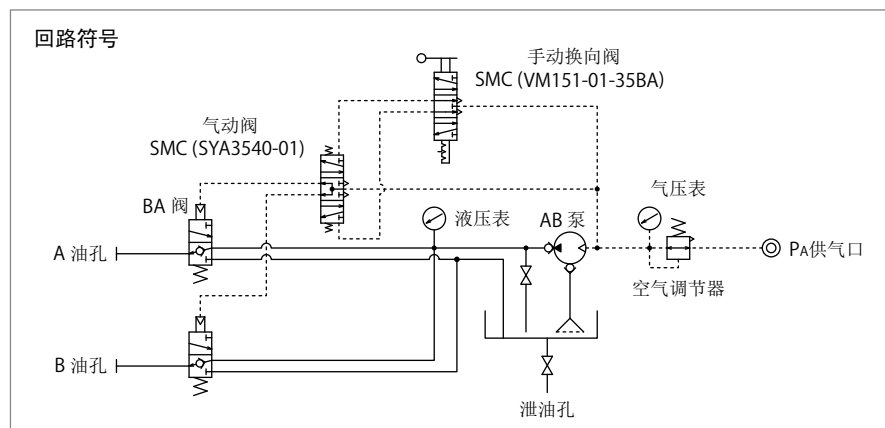 回路符号
手动换向阀
SMC (VM151-01-35BA)
气动阀
SMC (SYA3540-01)
BA 阀
液压表
AB 泵
气压表
A 油孔
PA供气口
空气调节器
B 油孔
泄油孔